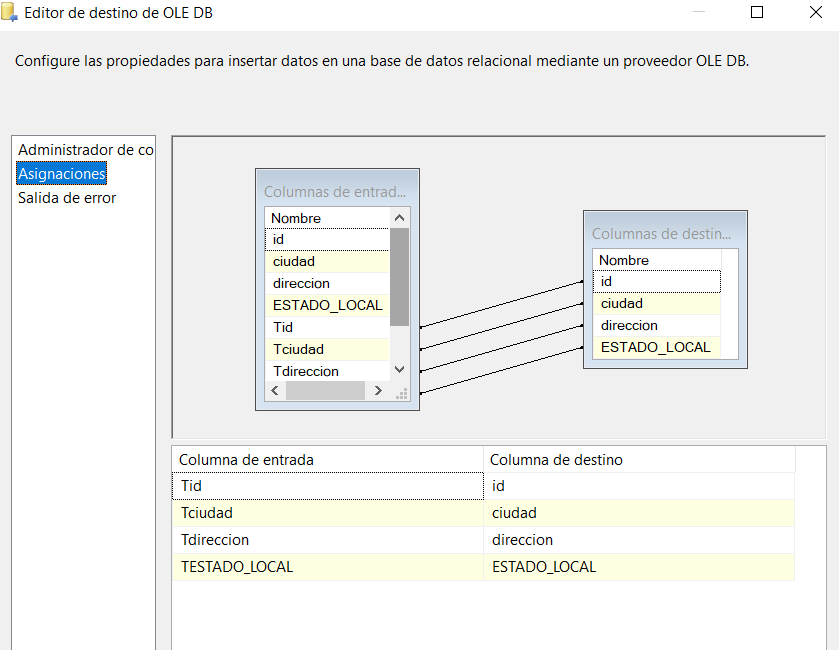 Editor de destino de OLE DB
Configure las propiedades para insertar datos en una base de datos relacional mediante un proveedor OLE DB.
Administrador de co
Asignaciones
Salida de error
Columnas de entrad...
Nombre
id
ciudad
direccion
ESTADO_LOCAL
Tid
Tciudad
Tdireccion
Columnas de destin...
Nombre
id
ciudad
direccion
ESTADO_LOCAL
Columna de entrada Columna de destino
Tid id
Tciudad ciudad
Tdireccion direccion
TESTADO_LOCAL ESTADO_LOCAL